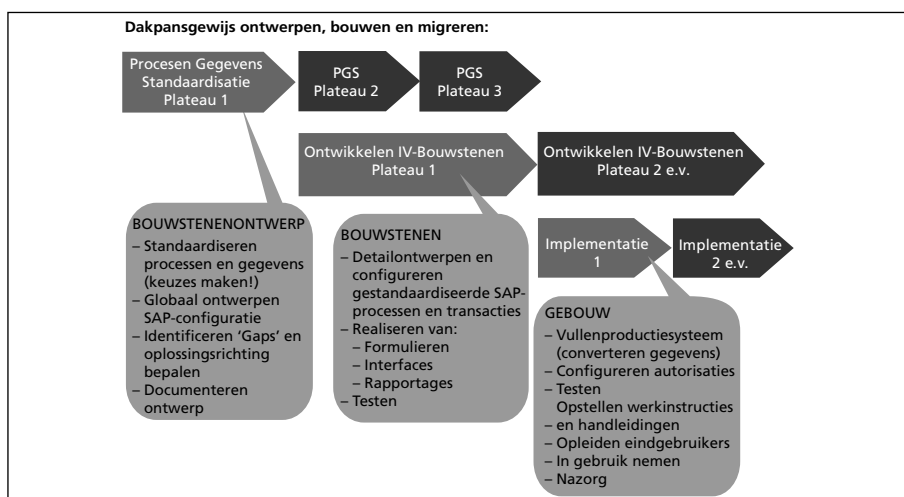 Dakpansgewijs ontwerpen, bouwen en migreren:
Procesen Gegevens
Standaardisatie
Plateau 1
PGS
Plateau 2
PGS
Plateau 3
Ontwikkelen IV-Bouwstenen
Plateau 1
Ontwikkelen IV-Bouwstenen
Plateau 2 e.v.
Implementatie
1
Implementatie
2 e.v.
BOUWSTENENONTWERP
– Standaardiseren
processen en gegevens
(keuzes maken!)
– Globaal ontwerpen
SAP-configuratie
– Identificeren ‘Gaps’ en
oplossingsrichting
bepalen
– Documenteren
ontwerp
BOUWSTENEN
– Detailontwerpen en
configureren
gestandaardiseerde SAP-
processen en transacties
– Realiseren van:
– Formulieren
– Interfaces
– Rapportages
– Testen
GEBOUW
– Vullenproductiesysteem
(converteren gegevens)
– Configureren autorisaties
– Testen
Opstellen werkinstructies
– en handleidingen
– Opleiden eindgebruikers
– In gebruik nemen
– Nazorg